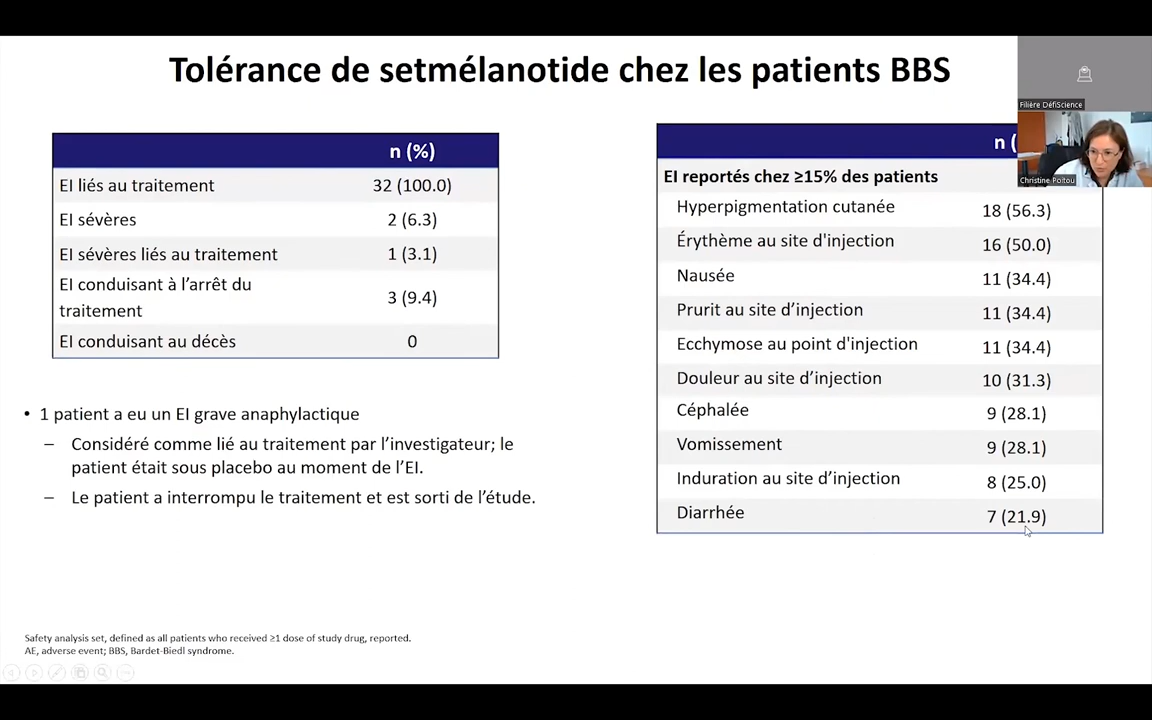 Tolérance de setmélanotide chez les patients BBS
Filière DéfiScience
Christine Poitou
n (%)
EI liés au traitement 32 (100.0)
EI sévères 2 (6.3)
EI sévères liés au traitement 1 (3.1)
EI conduisant à l’arrêt du
traitement 3 (9.4)
EI conduisant au décès 0
• 1 patient a eu un EI grave anaphylactique
– Considéré comme lié au traitement par l’investigateur; le
patient était sous placebo au moment de l’EI.
– Le patient a interrompu le traitement et est sorti de l’étude.
n (
EI reportés chez ≥15% des patients
Hyperpigmentation cutanée 18 (56.3)
Érythème au site d'injection 16 (50.0)
Nausée 11 (34.4)
Prurit au site d’injection 11 (34.4)
Ecchymose au point d'injection 11 (34.4)
Douleur au site d’injection 10 (31.3)
Céphalée 9 (28.1)
Vomissement 9 (28.1)
Induration au site d’injection 8 (25.0)
Diarrhée 7 (21.9)
Safety analysis set, defined as all patients who received ≥1 dose of study drug, reported.
AE, adverse event; BBS, Bardet-Biedl syndrome.